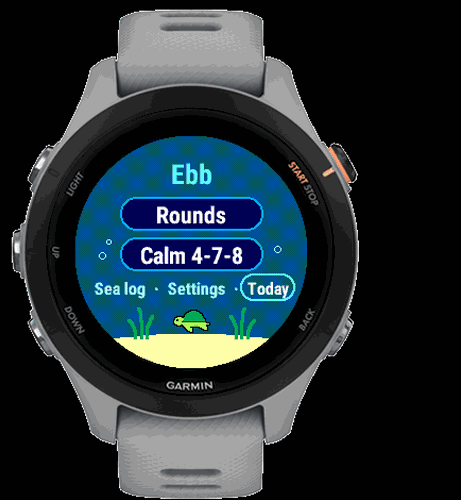 LIGHT
START STOP
Ebb
Rounds
UP
Calm 4-7-8
Sea log · Settings · Today
DOWN
BACK
GARMIN